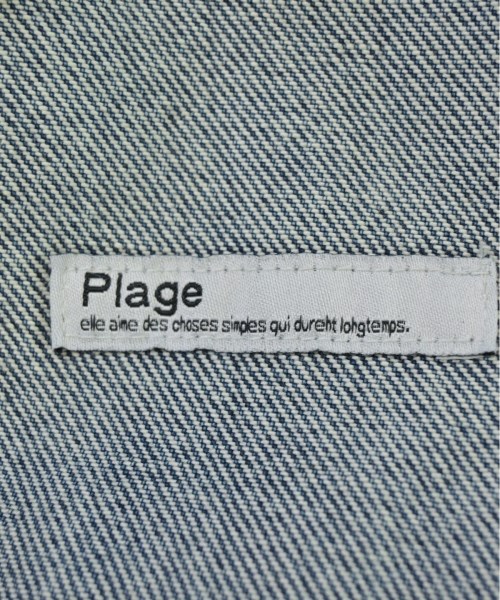 Plage
elle aime des choses simples qui durent longtemps.